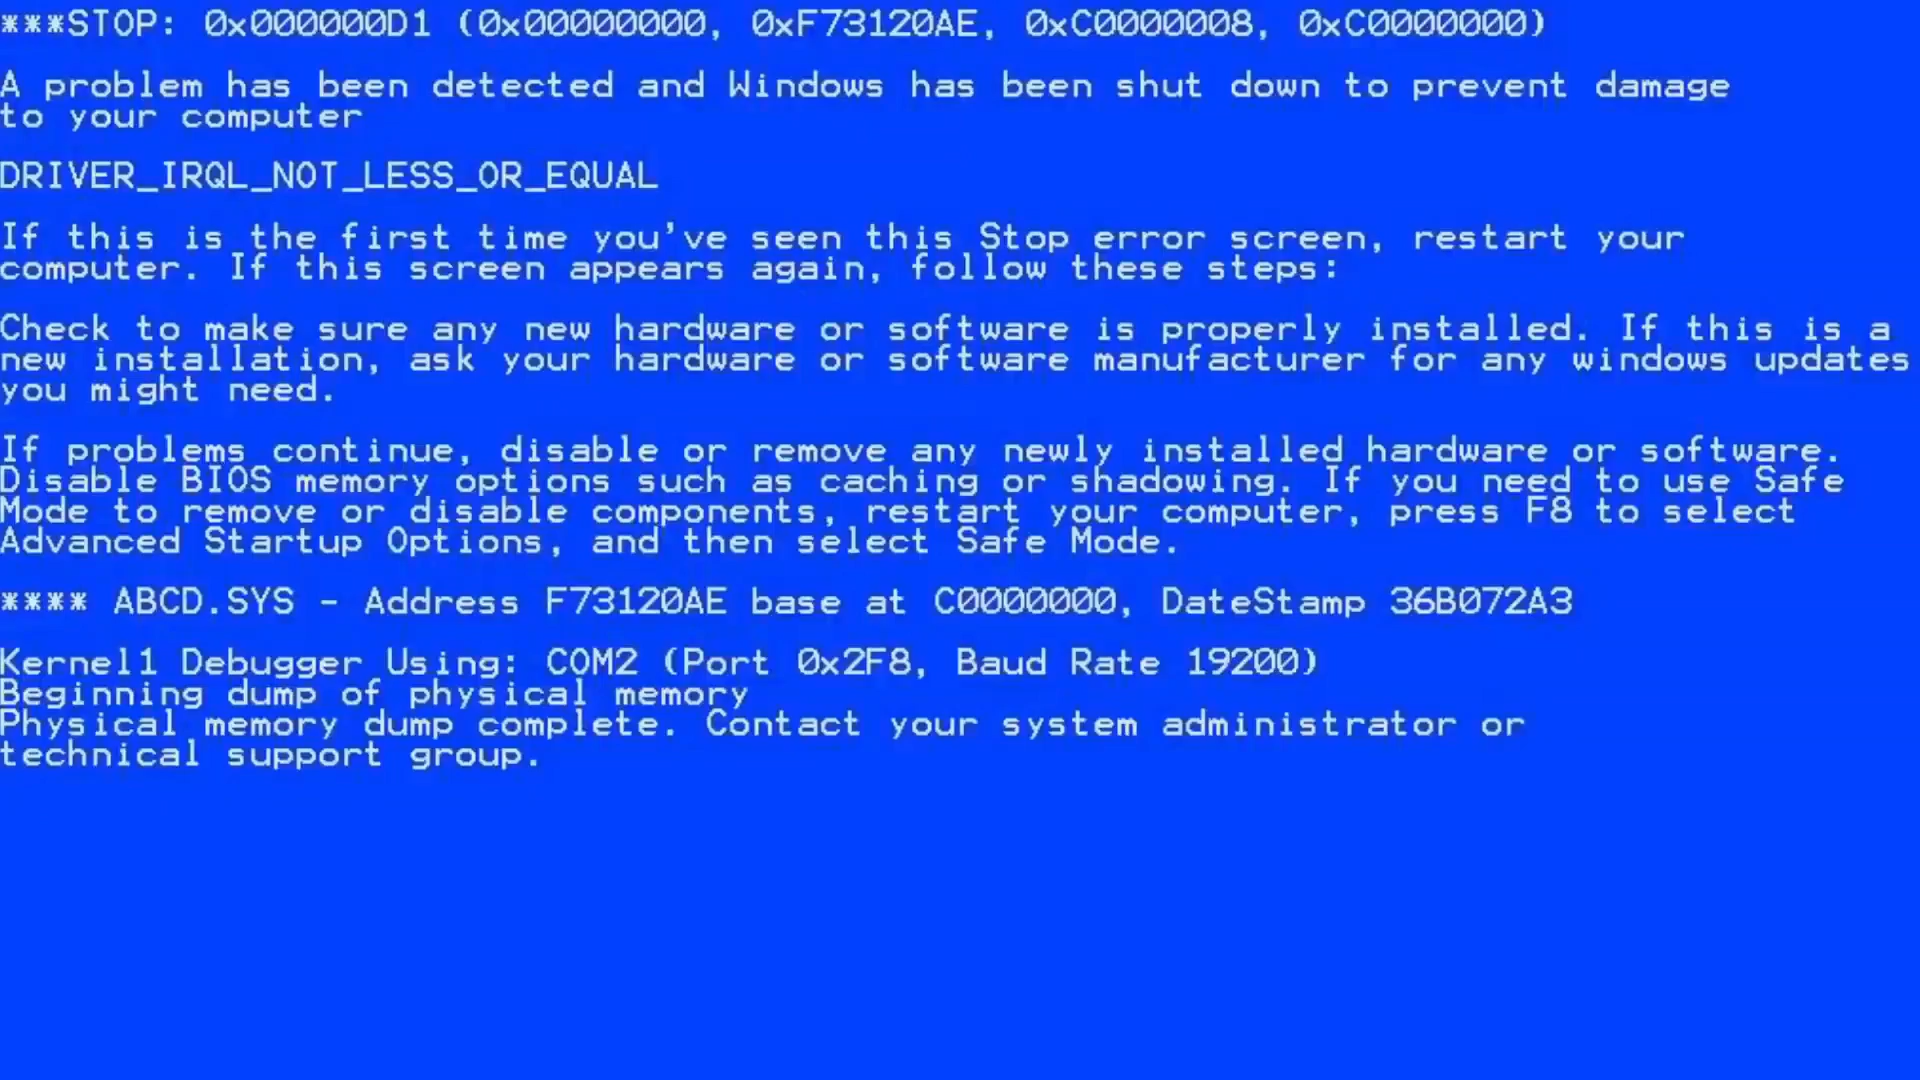 ***STOP: 0x000000D1 (0x00000000, 0xF73120AE, 0xC0000008, 0xC0000000)
A problem has been detected and Windows has been shut down to prevent damage
to your computer
DRIVER_IRQL_NOT_LESS_OR_EQUAL
If this is the first time you've seen this Stop error screen, restart your
computer. If this screen appears again, follow these steps:
Check to make sure any new hardware or software is properly installed. If this is a
new installation, ask your hardware or software manufacturer for any windows updates
you might need.
If problems continue, disable or remove any newly installed hardware or software.
Disable BIOS memory options such as caching or shadowing. If you need to use Safe
Mode to remove or disable components, restart your computer, press F8 to select
Advanced Startup Options, and then select Safe Mode.
**** ABCD.SYS - Address F73120AE base at C0000000, DateStamp 36B072A3
Kernel1 Debugger Using: COM2 (Port 0x2F8, Baud Rate 19200)
Beginning dump of physical memory
Physical memory dump complete. Contact your system administrator or
technical support group.